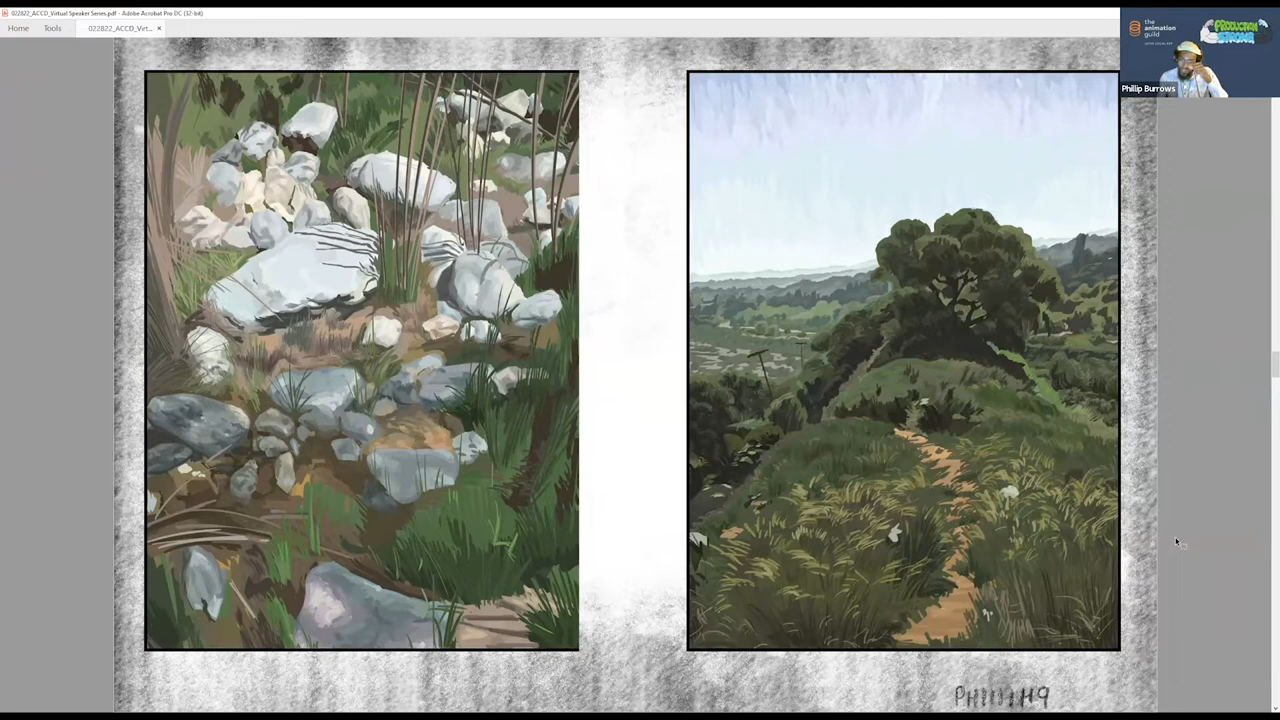 022822_ACCD_Virtual Speaker Series.pdf - Adobe Acrobat Pro DC (32-bit)
Home
Tools
022822_ACCD_Virt...
the
animation
guild
PRODUCTION
STRONG
Phillip Burrows